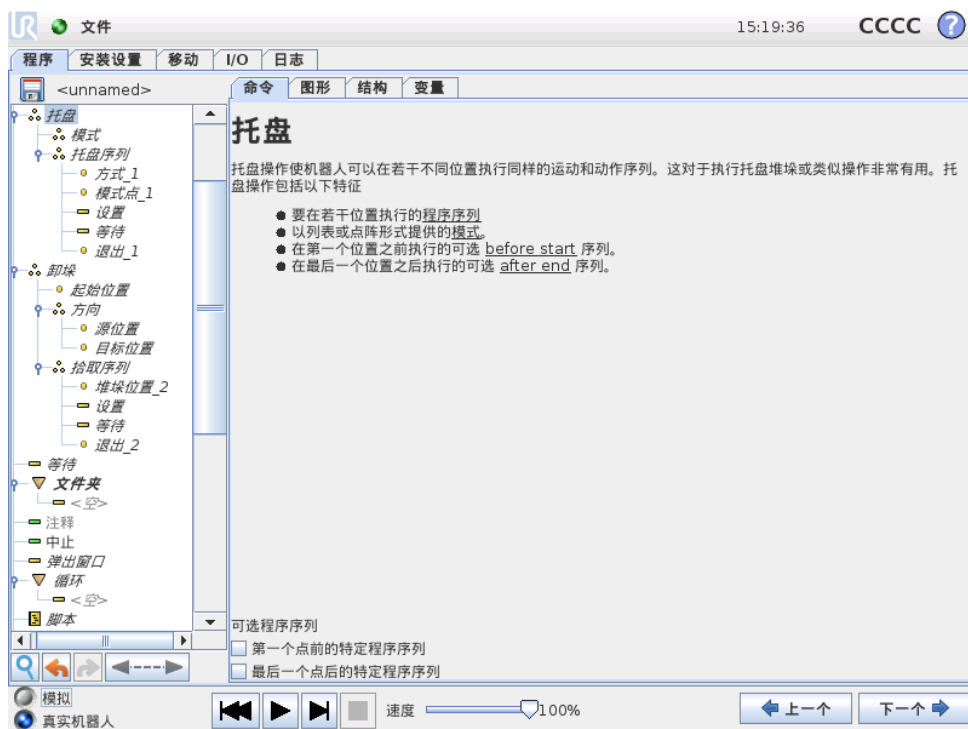 UR 文件 15:19:36 CCCC ?
程序 安装设置 移动 I/O 日志
<unnamed>
命令 图形 结构 变量
托盘
模式
托盘序列
方式_1
模式点_1
设置
等待
退出_1
卸垛
起始位置
方向
源位置
目标位置
拾取序列
堆垛位置_2
设置
等待
退出_2
等待
文件夹
<空>
注释
中止
弹出窗口
循环
<空>
脚本
托盘
托盘操作使机器人可以在若干不同位置执行同样的运动和动作序列。这对于执行托盘堆垛或类似操作非常有用。托
盘操作包括以下特征
● 要在若干位置执行的程序序列
● 以列表或点阵形式提供的模式。
● 在第一个位置之前执行的可选 before start 序列。
● 在最后一个位置之后执行的可选 after end 序列。
可选程序序列
第一个点前的特定程序序列
最后一个点后的特定程序序列
模拟
真实机器人
速度 100%
上一个 下一个